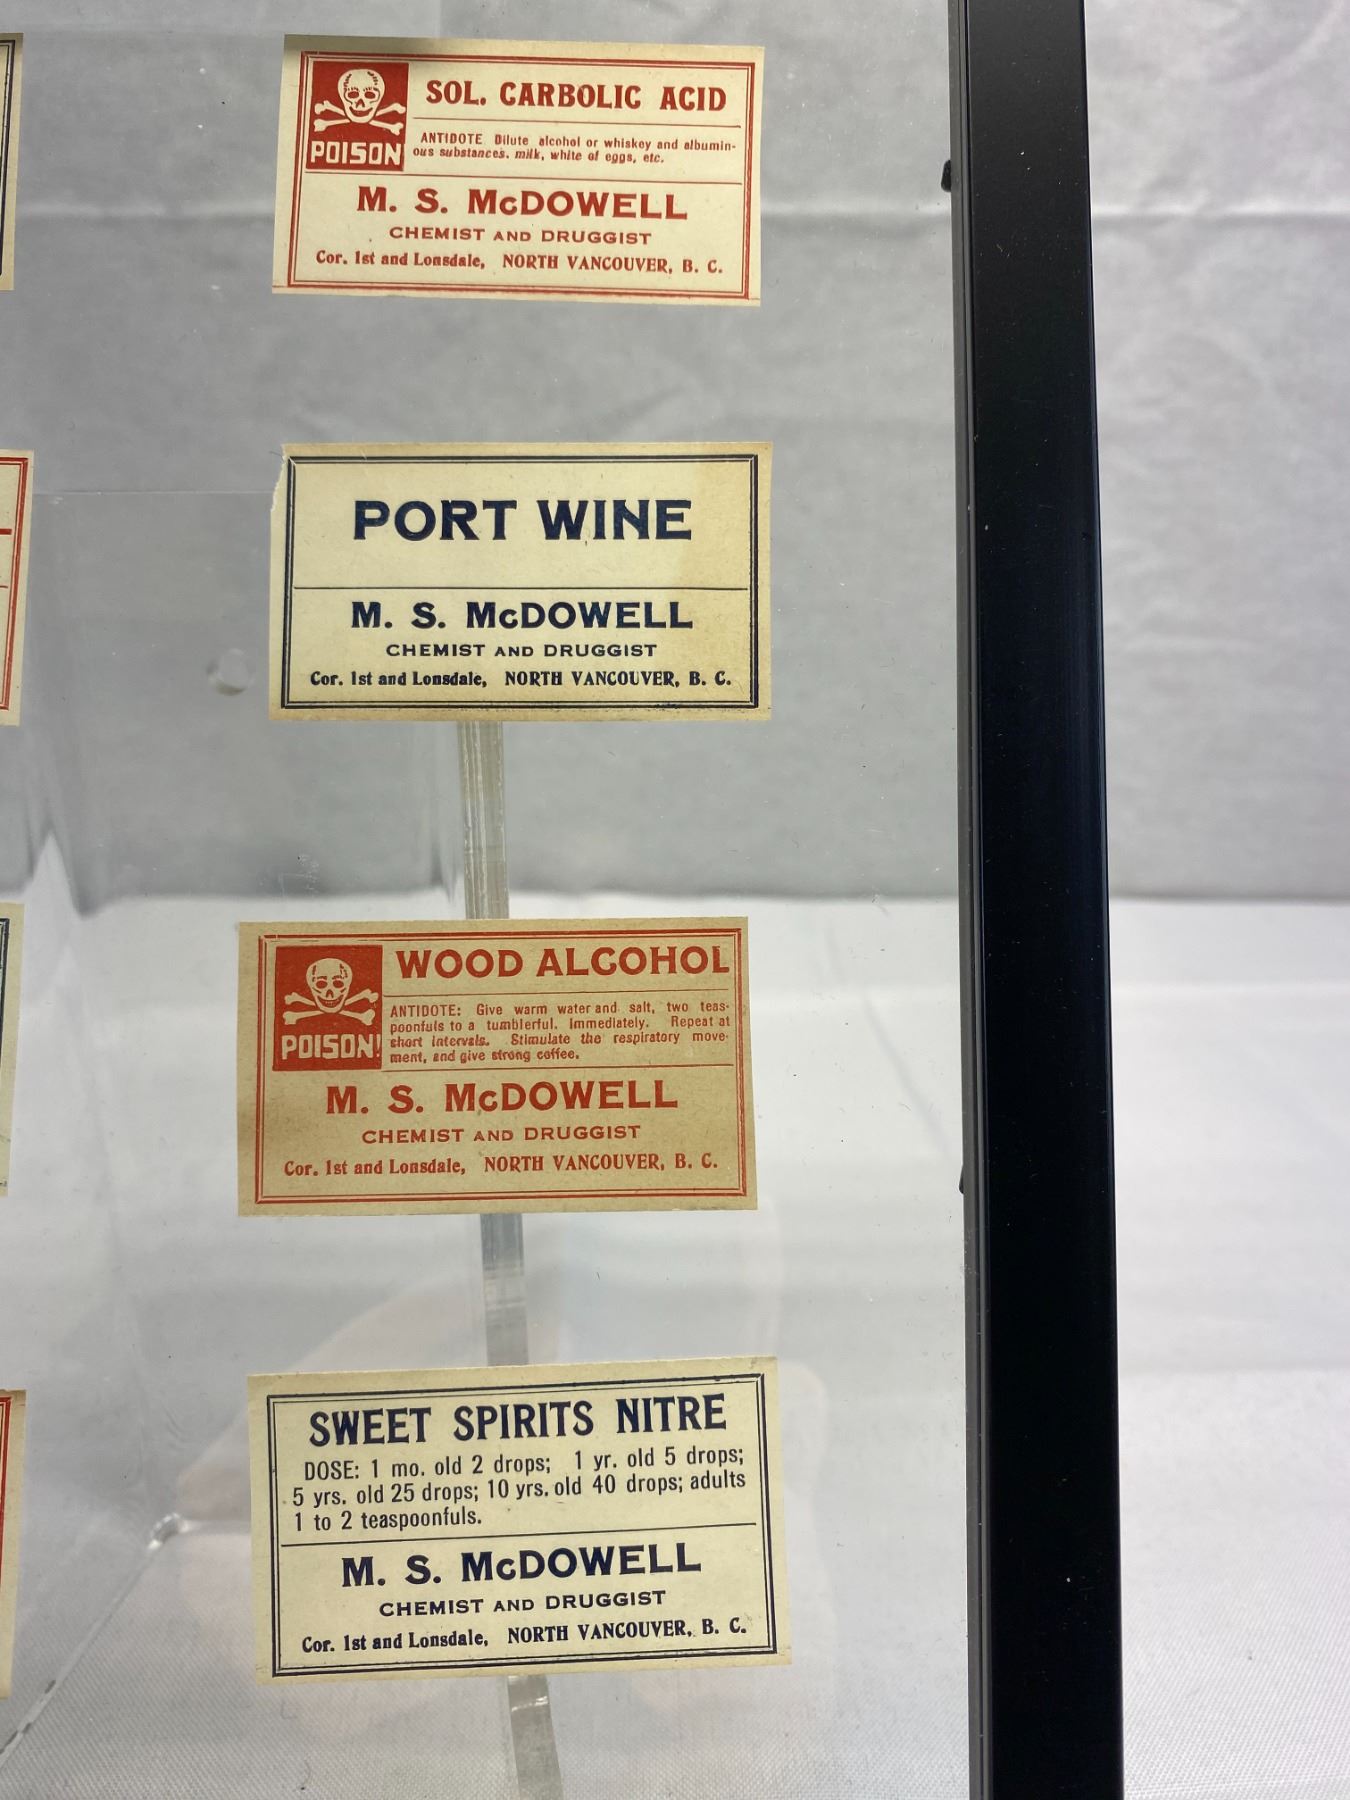 SOL. CARBOLIC ACID
POISON
ANTIDOTE Dilute alcohol or whiskey and albumin-
ous substances. milk, white of eggs, etc.
M. S. McDOWELL
CHEMIST AND DRUGGIST
Cor. 1st and Lonsdale, NORTH VANCOUVER, B. C.
PORT WINE
M. S. McDOWELL
CHEMIST AND DRUGGIST
Cor. 1st and Lonsdale, NORTH VANCOUVER, B. C.
WOOD ALCOHOL
POISON!
ANTIDOTE: Give warm water and salt, two teas-
poonfuls to a tumblerful. Immediately. Repeat at
short intervals. Stimulate the respiratory move-
ment, and give strong coffee.
M. S. McDOWELL
CHEMIST AND DRUGGIST
Cor. 1st and Lonsdale, NORTH VANCOUVER, B. C.
SWEET SPIRITS NITRE
DOSE: 1 mo. old 2 drops; 1 yr. old 5 drops;
5 yrs. old 25 drops; 10 yrs. old 40 drops; adults
1 to 2 teaspoonfuls.
M. S. McDOWELL
CHEMIST AND DRUGGIST
Cor. 1st and Lonsdale, NORTH VANCOUVER, B. C.